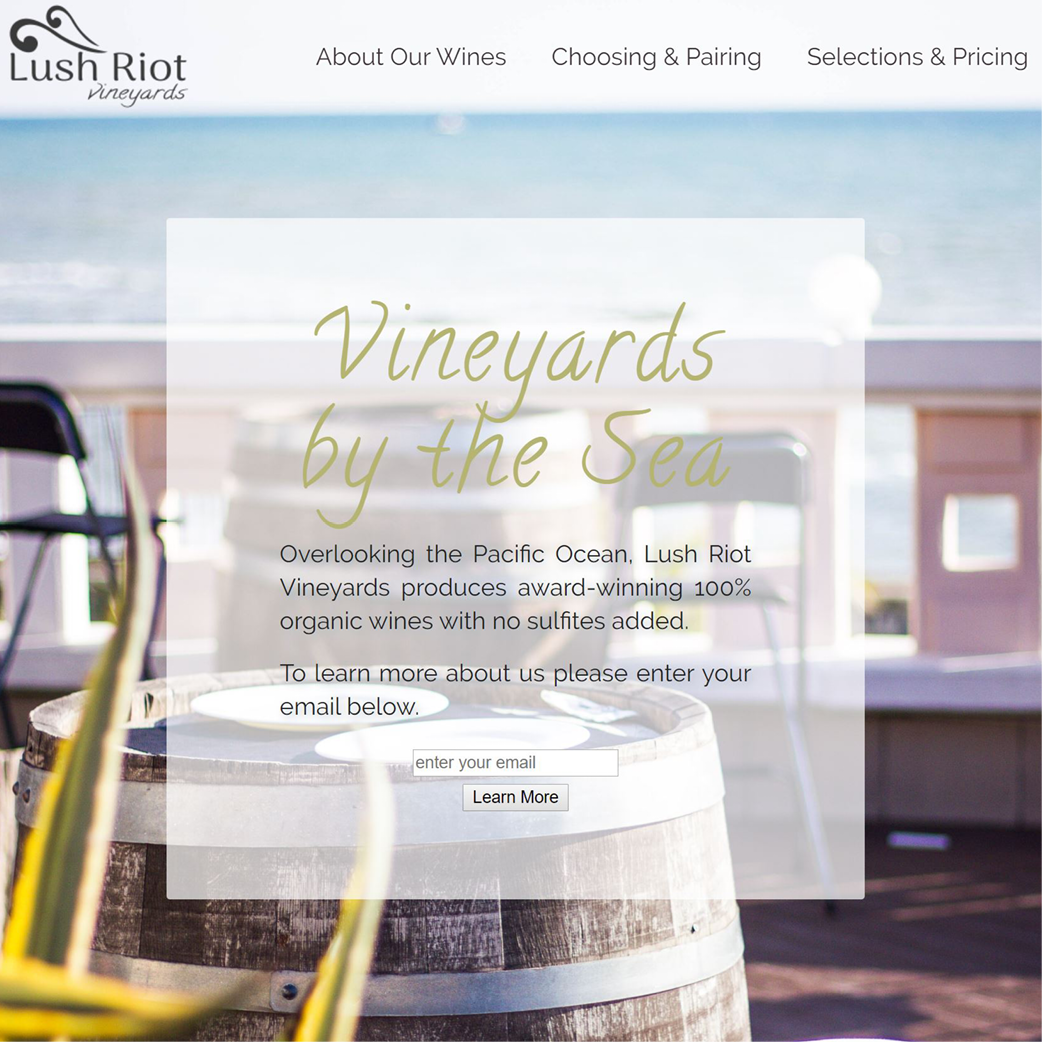 Lush Riot
Vineyards
About Our Wines
Choosing & Pairing
Selections & Pricing
Vineyards
by the Sea
Overlooking the Pacific Ocean, Lush Riot
Vineyards produces award-winning 100%
organic wines with no sulfites added.
To learn more about us please enter your
email below.
enter your email
Learn More